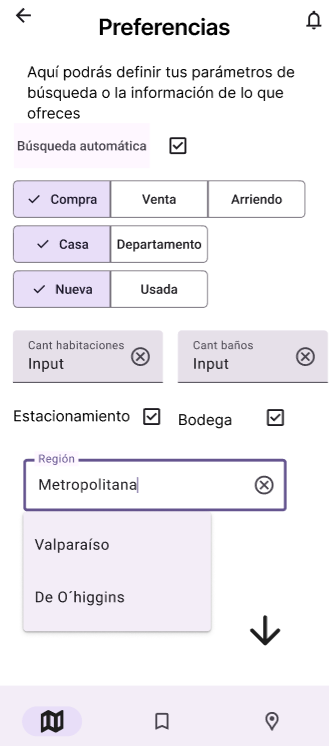 Preferencias
Aquí podrás definir tus parámetros de
búsqueda o la información de lo que
ofreces
Búsqueda automática
Compra Venta Arriendo
Casa Departamento
Nueva Usada
Cant habitaciones Cant baños
Input Input
Estacionamiento Bodega
Región
Metropolitana
Valparaíso
De O´higgins